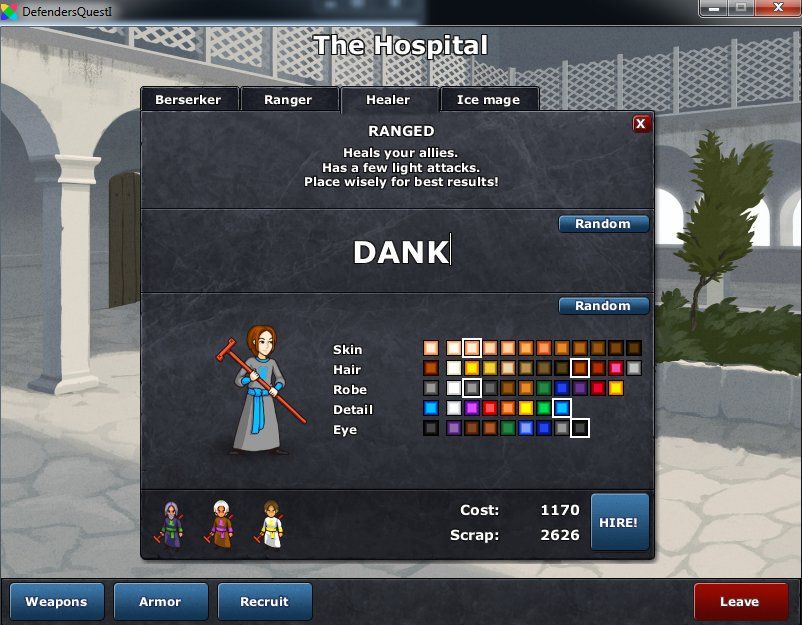 DefendersQuestI
The Hospital
Berserker Ranger Healer Ice mage
X
RANGED
Heals your allies.
Has a few light attacks.
Place wisely for best results!
Random
DANK
Random
Skin
Hair
Robe
Detail
Eye
Cost: 1170
Scrap: 2626
HIRE!
Weapons Armor Recruit Leave